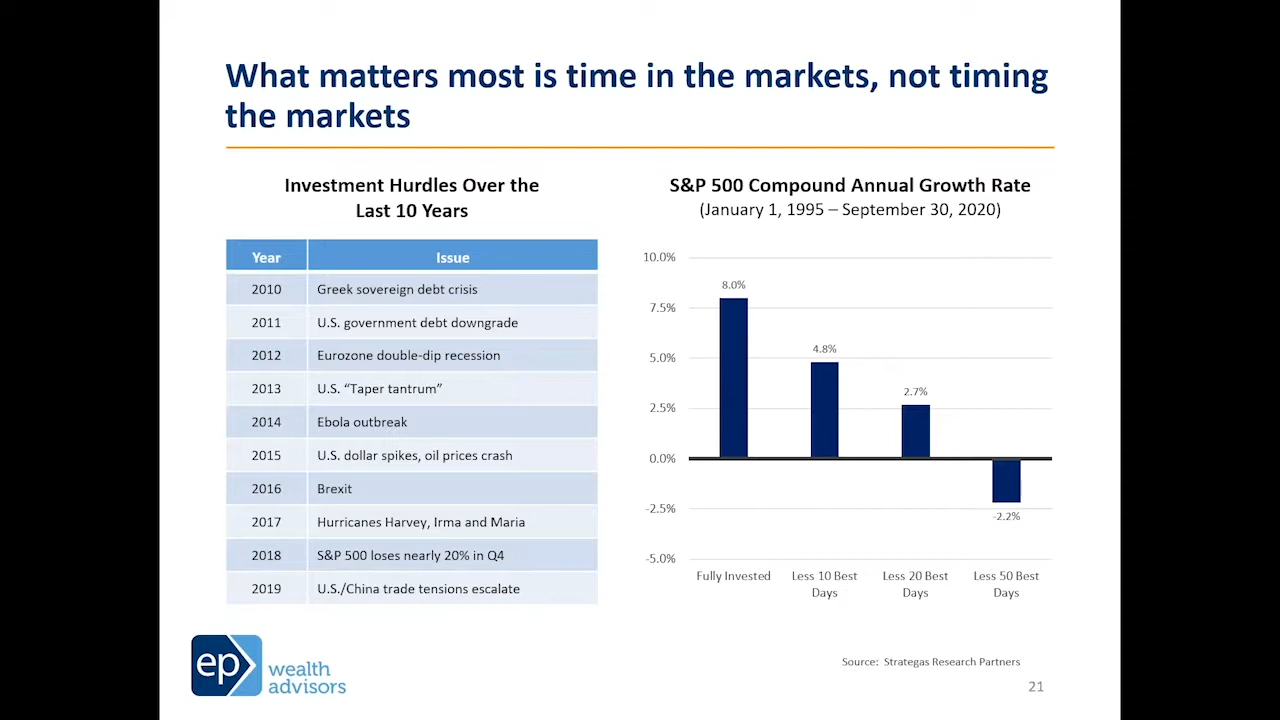 What matters most is time in the markets, not timing
the markets
Investment Hurdles Over the
Last 10 Years
Year Issue
2010 Greek sovereign debt crisis
2011 U.S. government debt downgrade
2012 Eurozone double-dip recession
2013 U.S. “Taper tantrum”
2014 Ebola outbreak
2015 U.S. dollar spikes, oil prices crash
2016 Brexit
2017 Hurricanes Harvey, Irma and Maria
2018 S&P 500 loses nearly 20% in Q4
2019 U.S./China trade tensions escalate
S&P 500 Compound Annual Growth Rate
(January 1, 1995 – September 30, 2020)
10.0%
7.5%
5.0%
2.5%
0.0%
-2.5%
-5.0%
8.0%
4.8%
2.7%
-2.2%
Fully Invested
Less 10 Best
Days
Less 20 Best
Days
Less 50 Best
Days
ep wealth
advisors
Source: Strategas Research Partners
21